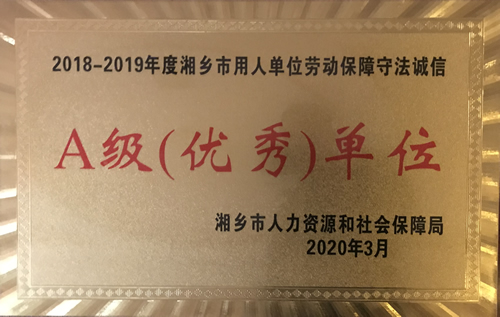 2018-2019年度湘乡市用人单位劳动保障守法诚信
A级(优秀)单位
湘乡市人力资源和社会保障局
2020年3月